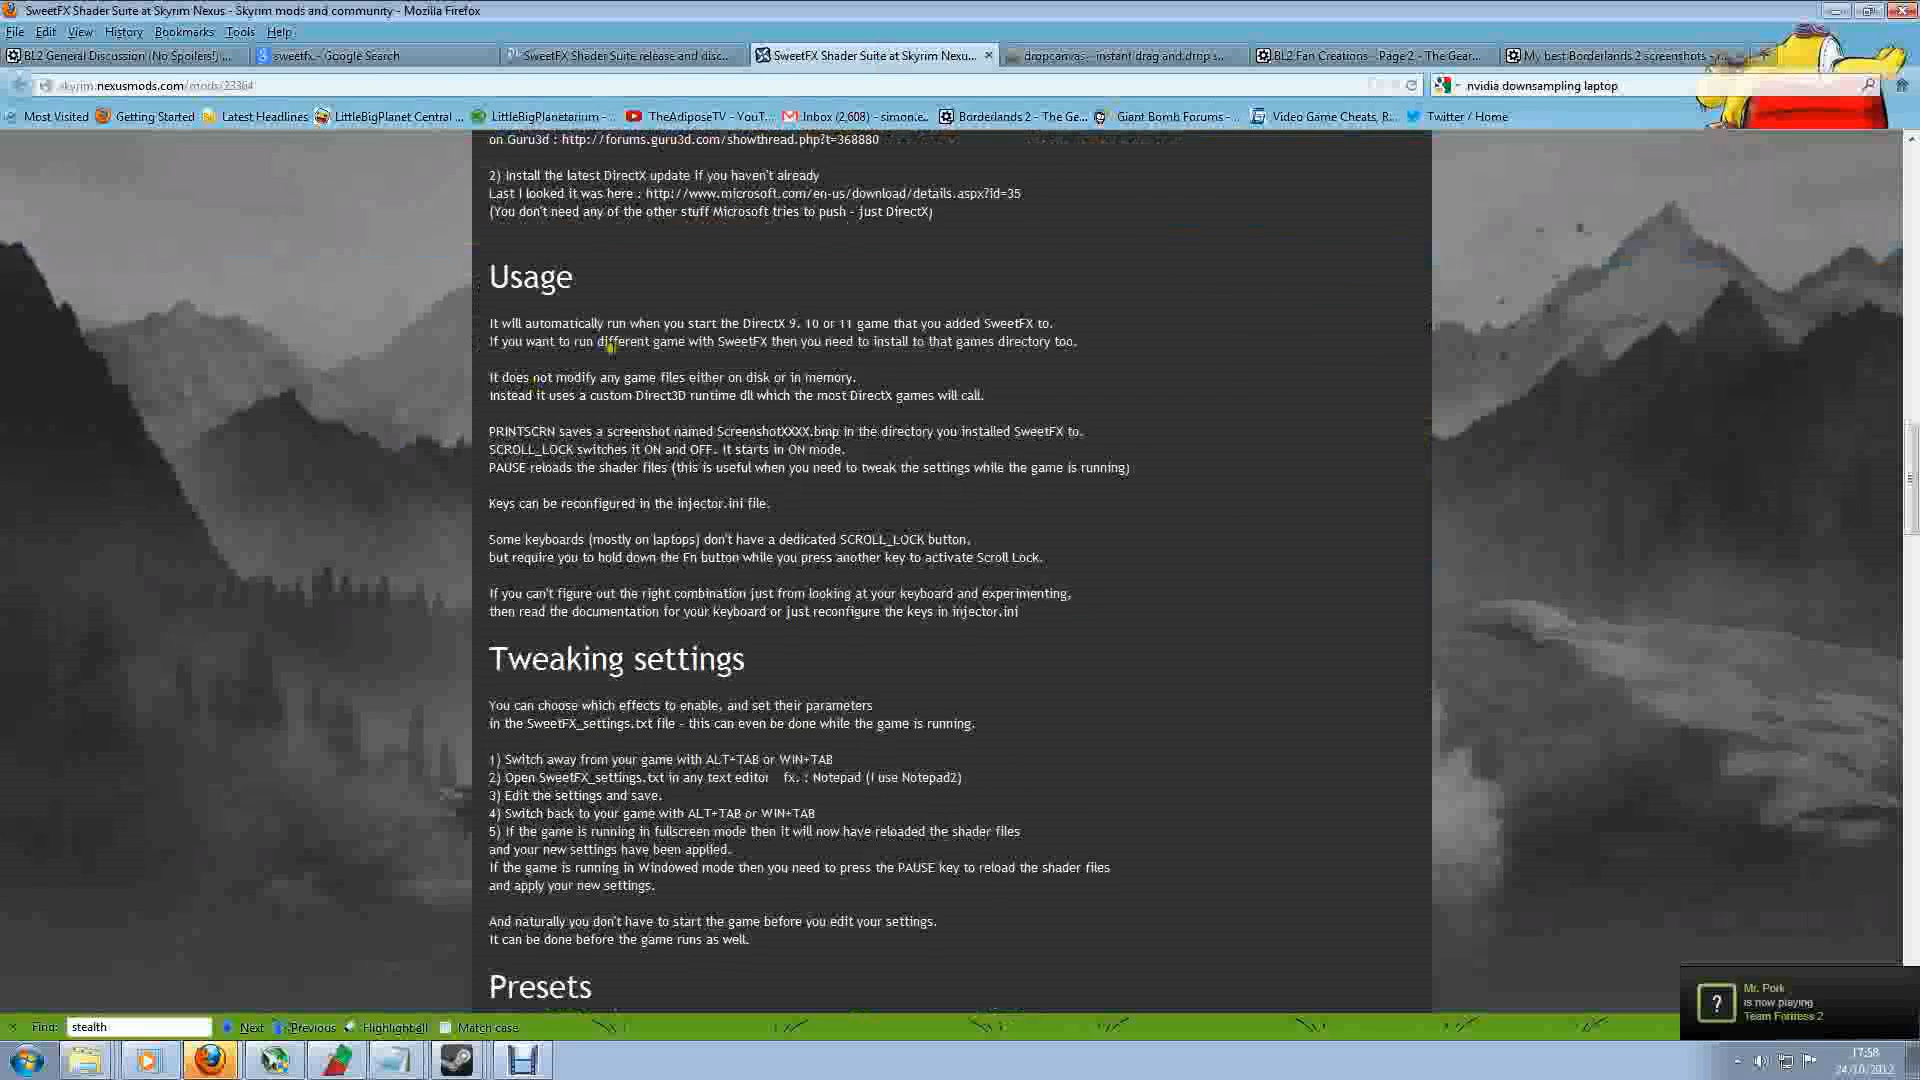 SweetFX Shader Suite at Skyrim Nexus - Skyrim mods and community - Mozilla Firefox
File Edit View History Bookmarks Tools Help
BL2 General Discussion (No Spoilers!) ...
sweetfx - Google Search
SweetFX Shader Suite release and disc...
SweetFX Shader Suite at Skyrim Nexu...
dropcanvas - instant drag and drop s...
BL2 Fan Creations - Page 2 - The Gear...
My best Borderlands 2 screenshots -
skyrim.nexusmods.com/mods/23364
nvidia downsampling laptop
Most Visited Getting Started Latest Headlines LittleBigPlanet Central ... LittleBigPlanetarium - ... TheAdiposeTV - YouT... Inbox (2,608) - simone... Borderlands 2 - The Ge... Giant Bomb Forums - ... Video Game Cheats, R... Twitter / Home
on Guru3d : http://forums.guru3d.com/showthread.php?t=368880
2) Install the latest DirectX update if you haven't already
Last I looked it was here : http://www.microsoft.com/en-us/download/details.aspx?id=35
(You don't need any of the other stuff Microsoft tries to push - just DirectX)
Usage
It will automatically run when you start the DirectX 9, 10 or 11 game that you added SweetFX to.
If you want to run different game with SweetFX then you need to install to that games directory too.
It does not modify any game files either on disk or in memory.
Instead it uses a custom Direct3D runtime dll which the most DirectX games will call.
PRINTSCRN saves a screenshot named ScreenshotXXXX.bmp in the directory you installed SweetFX to.
SCROLL_LOCK switches it ON and OFF. It starts in ON mode.
PAUSE reloads the shader files (this is useful when you need to tweak the settings while the game is running)
Keys can be reconfigured in the injector.ini file.
Some keyboards (mostly on laptops) don't have a dedicated SCROLL_LOCK button,
but require you to hold down the Fn button while you press another key to activate Scroll Lock.
If you can't figure out the right combination just from looking at your keyboard and experimenting,
then read the documentation for your keyboard or just reconfigure the keys in injector.ini
Tweaking settings
You can choose which effects to enable, and set their parameters
in the SweetFX_settings.txt file - this can even be done while the game is running.
1) Switch away from your game with ALT+TAB or WIN+TAB
2) Open SweetFX_settings.txt in any text editor fx. : Notepad (I use Notepad2)
3) Edit the settings and save.
4) Switch back to your game with ALT+TAB or WIN+TAB
5) If the game is running in fullscreen mode then it will now have reloaded the shader files
and your new settings have been applied.
If the game is running in Windowed mode then you need to press the PAUSE key to reload the shader files
and apply your new settings.
And naturally you don't have to start the game before you edit your settings.
It can be done before the game runs as well.
Presets
Mr. Pork
is now playing
Team Fortress 2
Find: stealth Next Previous Highlight all Match case
17:58
24/10/2012